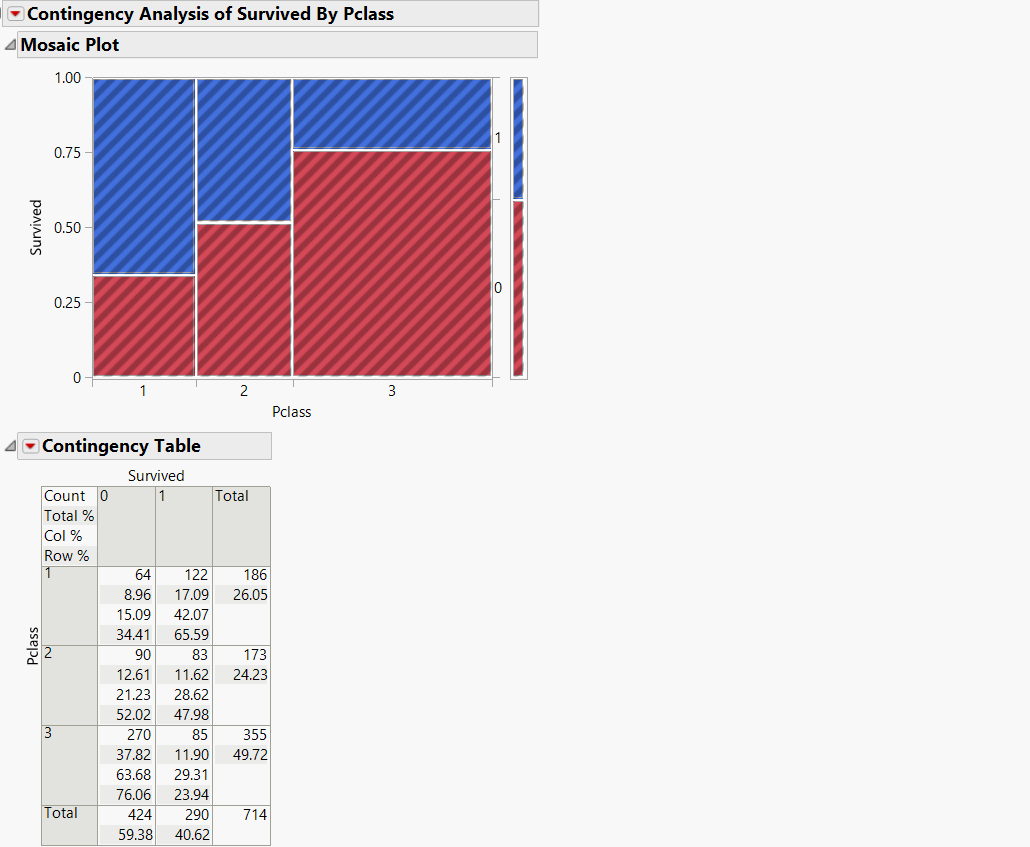 Contingency Analysis of Survived By Pclass
Mosaic Plot
1.00
0.75
0.50
0.25
0
Survived
1
0
1 2 3
Pclass
Contingency Table
Survived
Count 0 1 Total
Total %
Col %
Row %
Pclass
1 64 122 186
8.96 17.09 26.05
15.09 42.07
34.41 65.59
2 90 83 173
12.61 11.62 24.23
21.23 28.62
52.02 47.98
3 270 85 355
37.82 11.90 49.72
63.68 29.31
76.06 23.94
Total 424 290 714
59.38 40.62